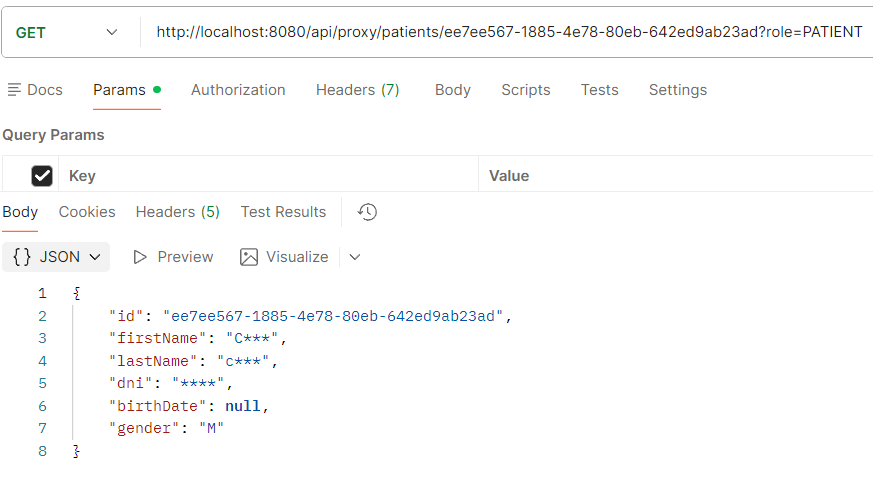 GET http://localhost:8080/api/proxy/patients/ee7ee567-1885-4e78-80eb-642ed9ab23ad?role=PATIENT
Docs Params Authorization Headers (7) Body Scripts Tests Settings
Query Params
Key Value
Body Cookies Headers (5) Test Results
{} JSON Preview Visualize
1 {
2 "id": "ee7ee567-1885-4e78-80eb-642ed9ab23ad",
3 "firstName": "C***",
4 "lastName": "c***",
5 "dni": "****",
6 "birthDate": null,
7 "gender": "M"
8 }